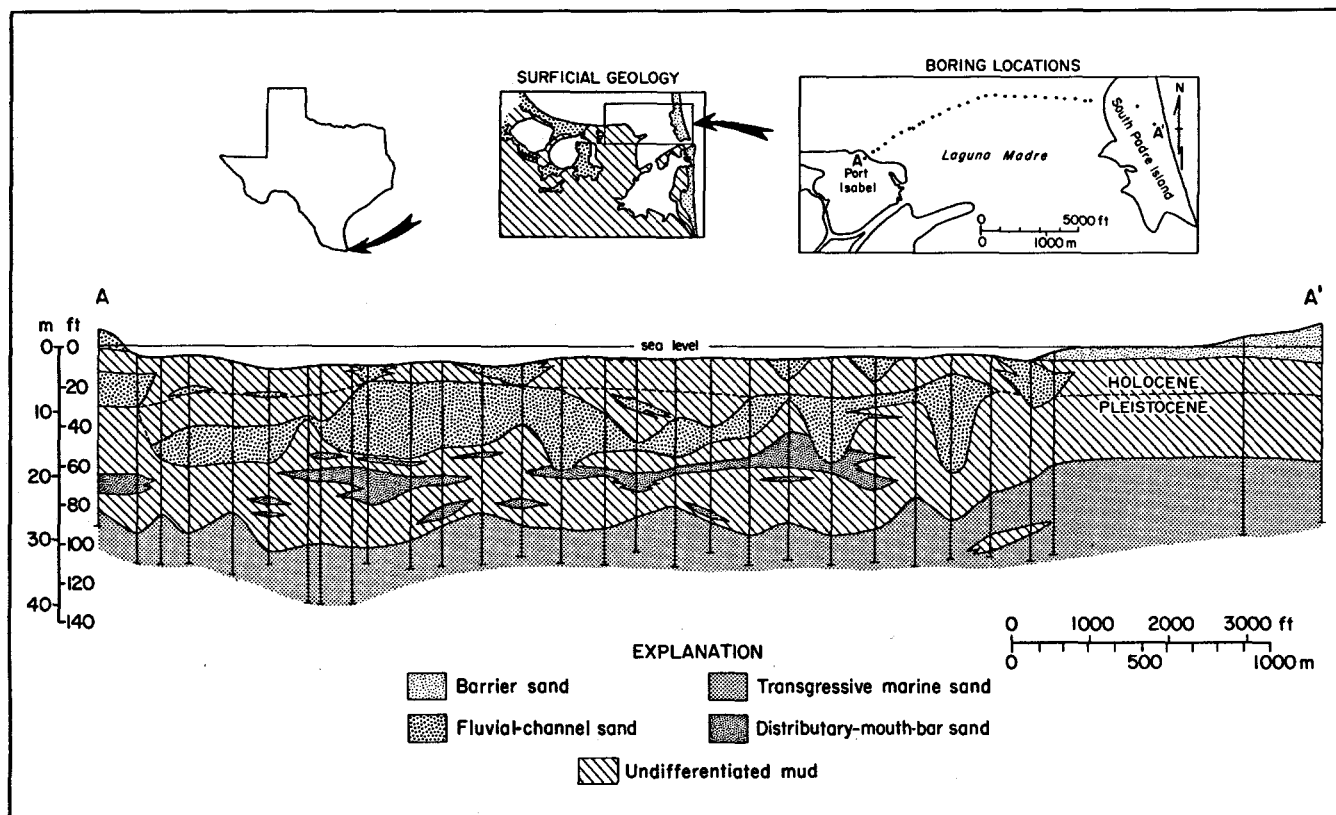 SURFICIAL GEOLOGY
BORING LOCATIONS
N
A
Port
Isabel
Laguna Madre
South Padre Island
A'
0 5000 ft
0 1000 m
A A'
m ft
0 0
20
10
40
60
20
80
30 100
120
40 140
sea level
HOLOCENE
PLEISTOCENE
0 1000 2000 3000 ft
0 500 1000 m
EXPLANATION
Barrier sand
Transgressive marine sand
Fluvial-channel sand
Distributary-mouth-bar sand
Undifferentiated mud